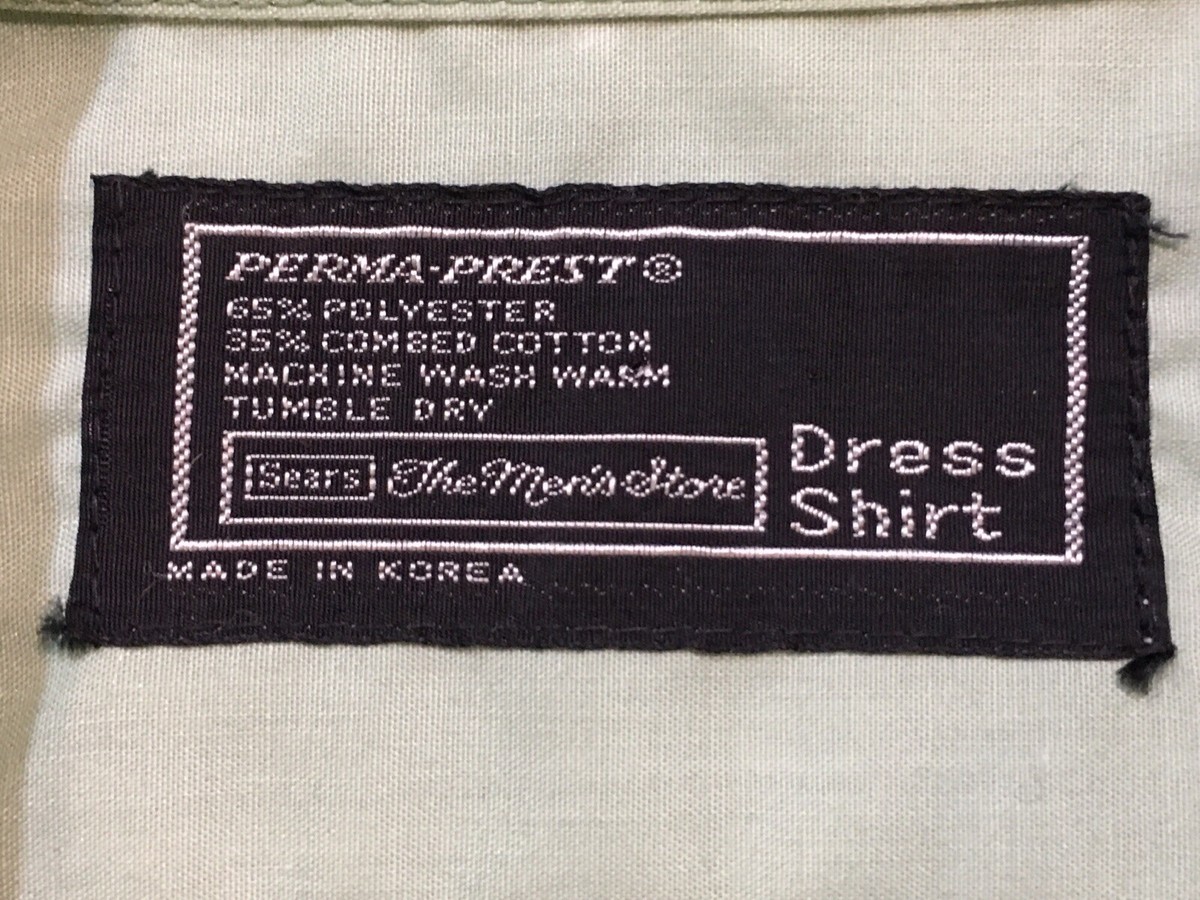 PERMA-PREST®
65% POLYESTER
35% COMBED COTTON
MACHINE WASH WARM
TUMBLE DRY
Sears The Men's Store
Dress
Shirt
MADE IN KOREA